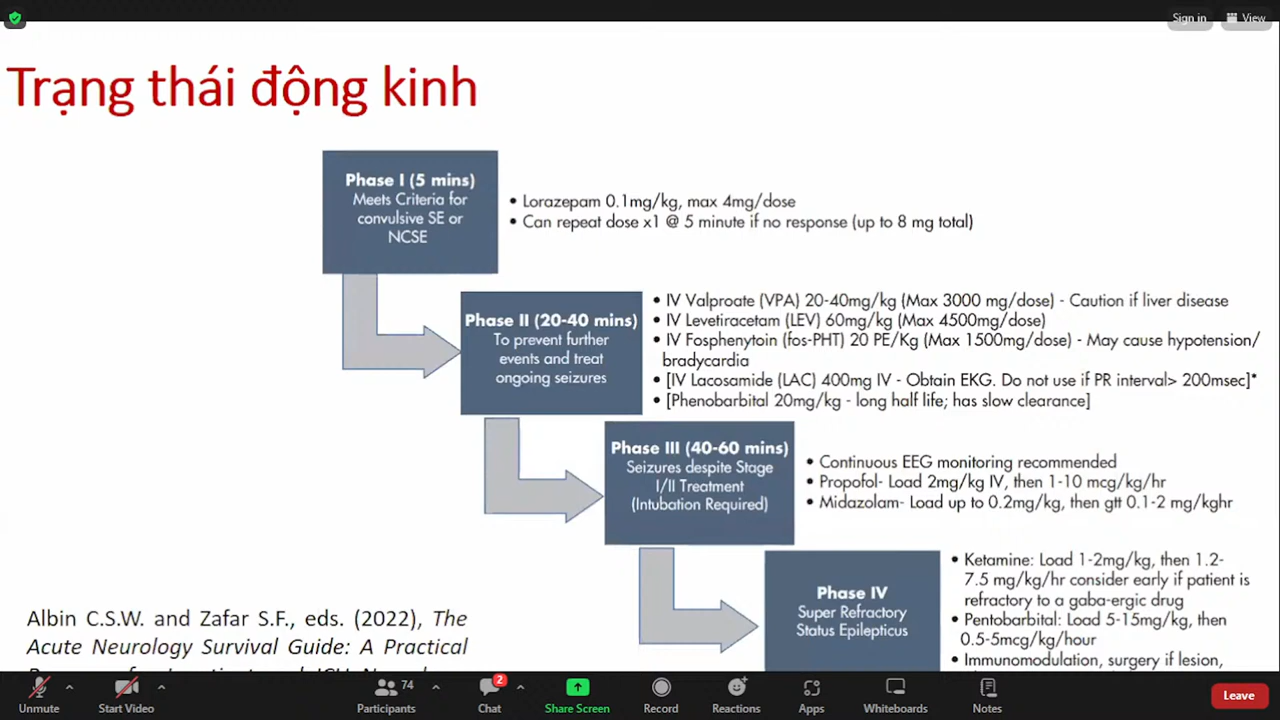 Sign in
View
Trạng thái động kinh
Phase I (5 mins)
Meets Criteria for
convulsive SE or
NCSE
• Lorazepam 0.1mg/kg, max 4mg/dose
• Can repeat dose x1 @ 5 minute if no response (up to 8 mg total)
Phase II (20-40 mins)
To prevent further
events and treat
ongoing seizures
• IV Valproate (VPA) 20-40mg/kg (Max 3000 mg/dose) - Caution if liver disease
• IV Levetiracetam (LEV) 60mg/kg (Max 4500mg/dose)
• IV Fosphenytoin (fos-PHT) 20 PE/Kg (Max 1500mg/dose) - May cause hypotension/
bradycardia
• [IV Lacosamide (LAC) 400mg IV - Obtain EKG. Do not use if PR interval> 200msec]*
• [Phenobarbital 20mg/kg - long half life; has slow clearance]
Phase III (40-60 mins)
Seizures despite Stage
I/II Treatment
(Intubation Required)
• Continuous EEG monitoring recommended
• Propofol- Load 2mg/kg IV, then 1-10 mcg/kg/hr
• Midazolam- Load up to 0.2mg/kg, then gtt 0.1-2 mg/kghr
Phase IV
Super Refractory
Status Epilepticus
• Ketamine: Load 1-2mg/kg, then 1.2-
7.5 mg/kg/hr consider early if patient is
refractory to a gaba-ergic drug
• Pentobarbital: Load 5-15mg/kg, then
0.5-5mcg/kg/hour
• Immunomodulation, surgery if lesion,
Albin C.S.W. and Zafar S.F., eds. (2022), The
Acute Neurology Survival Guide: A Practical
Unmute
Start Video
74
Participants
2
Chat
Share Screen
Record
Reactions
Apps
Whiteboards
Notes
Leave